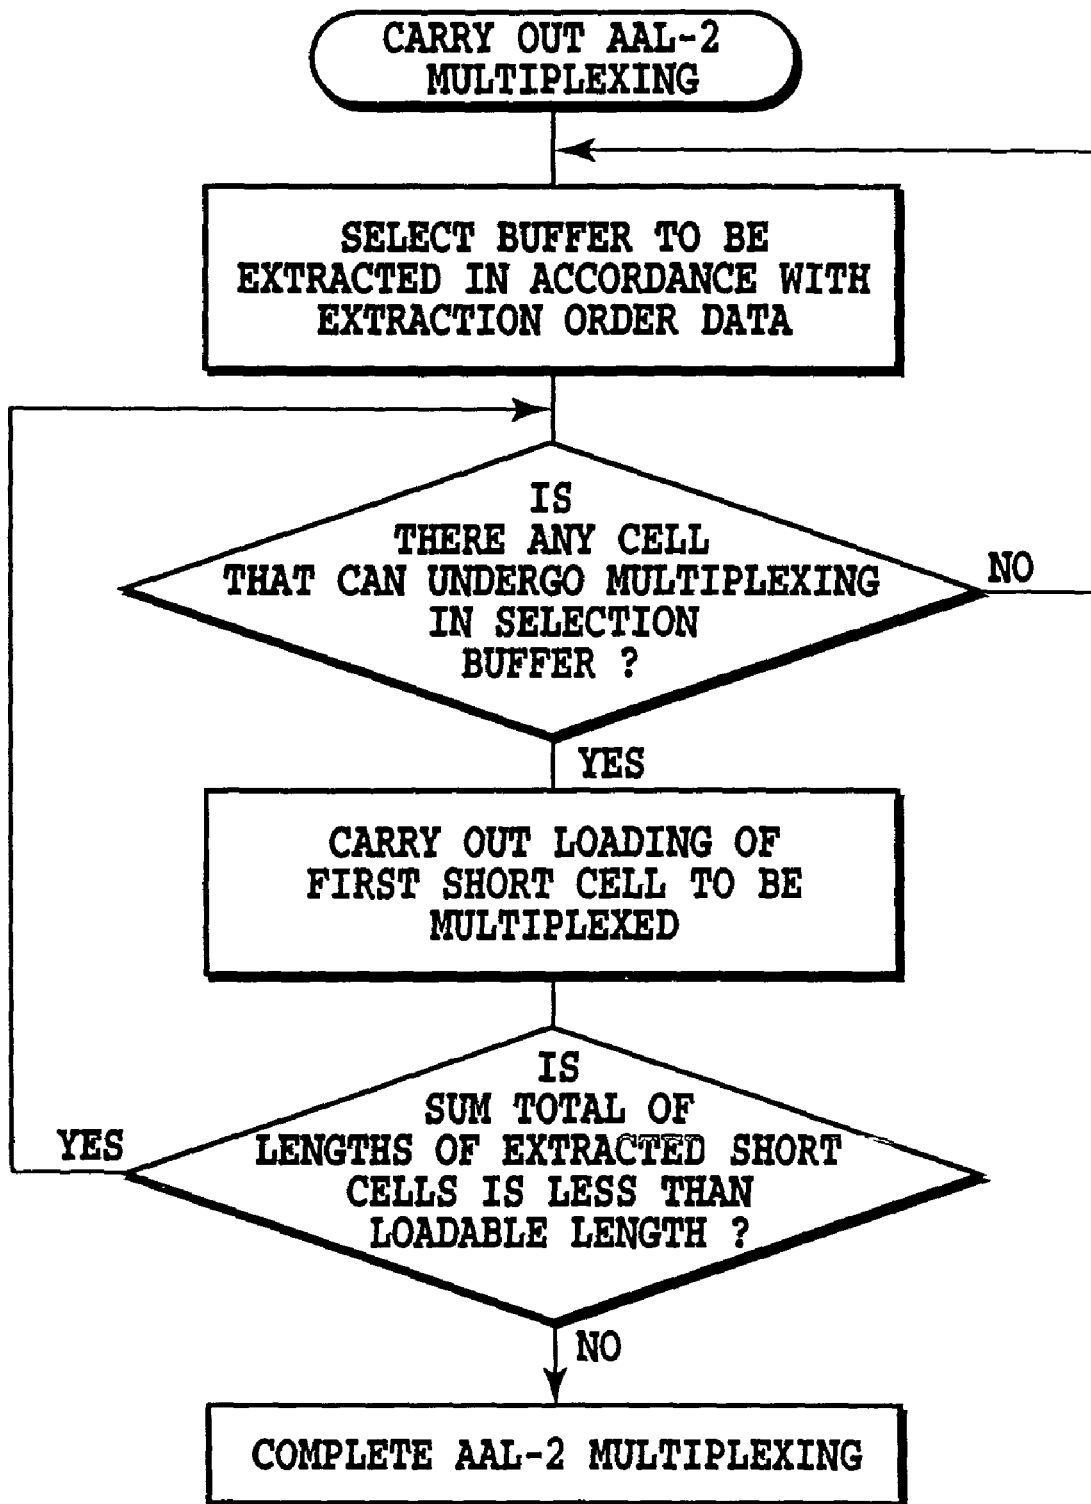 CARRY OUT AAL-2
MULTIPLEXING
SELECT BUFFER TO BE
EXTRACTED IN ACCORDANCE WITH
EXTRACTION ORDER DATA
IS
THERE ANY CELL
THAT CAN UNDERGO MULTIPLEXING
IN SELECTION
BUFFER ?
NO
YES
CARRY OUT LOADING OF
FIRST SHORT CELL TO BE
MULTIPLEXED
IS
SUM TOTAL OF
LENGTHS OF EXTRACTED SHORT
CELLS IS LESS THAN
LOADABLE LENGTH ?
YES
NO
COMPLETE AAL-2 MULTIPLEXING